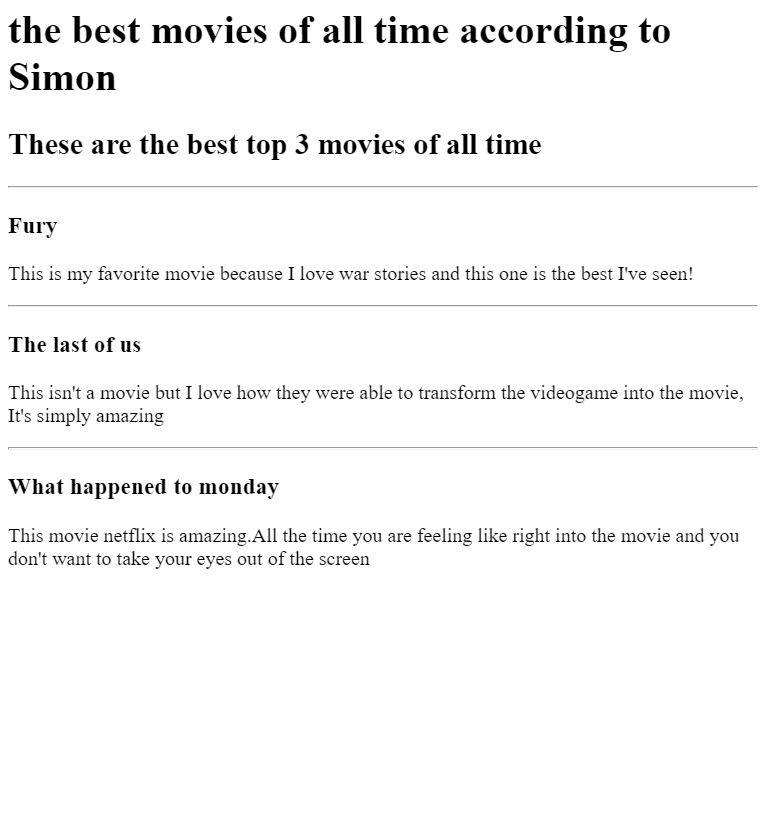 the best movies of all time according to
Simon
These are the best top 3 movies of all time
Fury
This is my favorite movie because I love war stories and this one is the best I've seen!
The last of us
This isn't a movie but I love how they were able to transform the videogame into the movie,
It's simply amazing
What happened to monday
This movie netflix is amazing.All the time you are feeling like right into the movie and you
don't want to take your eyes out of the screen